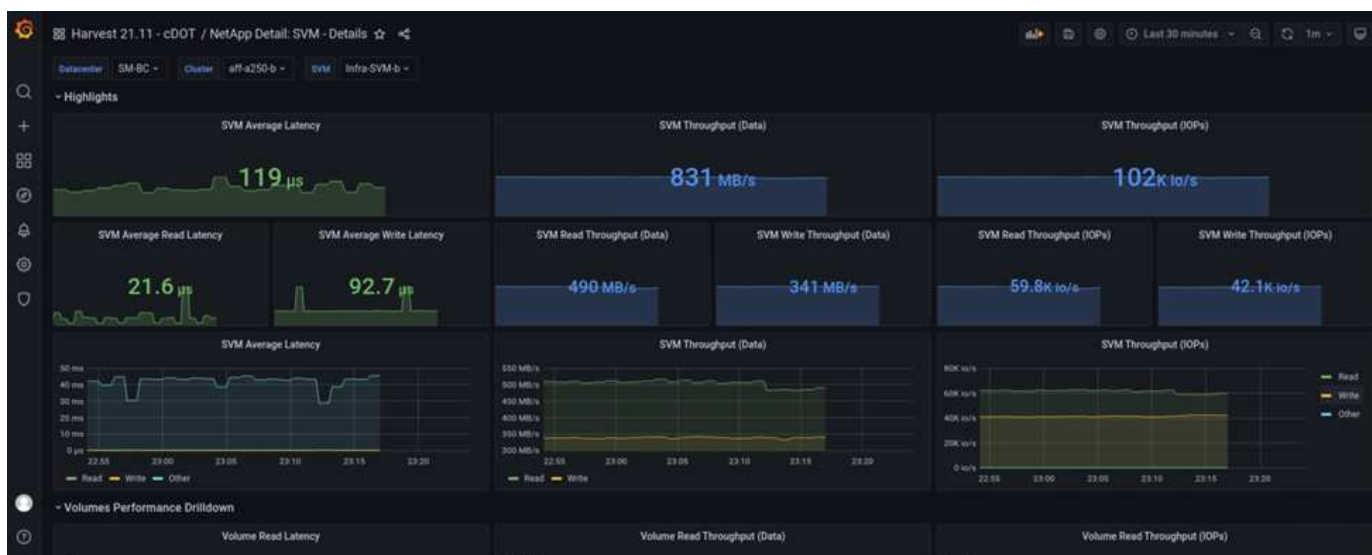 Harvest 21.11 - cDOT / NetApp Detail: SVM - Details
Last 30 minutes
1m
Datacenter SM-BC Cluster aff-a250-b SVM Infra-SVM-b
Highlights
SVM Average Latency
119 µs
SVM Throughput (Data)
831 MB/s
SVM Throughput (IOPs)
102K io/s
SVM Average Read Latency
21.6 µs
SVM Average Write Latency
92.7 µs
SVM Read Throughput (Data)
490 MB/s
SVM Write Throughput (Data)
341 MB/s
SVM Read Throughput (IOPs)
59.8K io/s
SVM Write Throughput (IOPs)
42.1K io/s
SVM Average Latency
50 ms
40 ms
30 ms
20 ms
10 ms
0 µs
22:55 23:00 23:05 23:10 23:15 23:20
Read Write Other
SVM Throughput (Data)
550 MB/s
500 MB/s
450 MB/s
400 MB/s
350 MB/s
300 MB/s
22:55 23:00 23:05 23:10 23:15 23:20
Read Write
SVM Throughput (IOPs)
80K io/s
60K io/s
40K io/s
20K io/s
0 io/s
22:55 23:00 23:05 23:10 23:15 23:20
Read
Write
Other
Volumes Performance Drilldown
Volume Read Latency
Volume Read Throughput (Data)
Volume Read Throughput (IOPs)